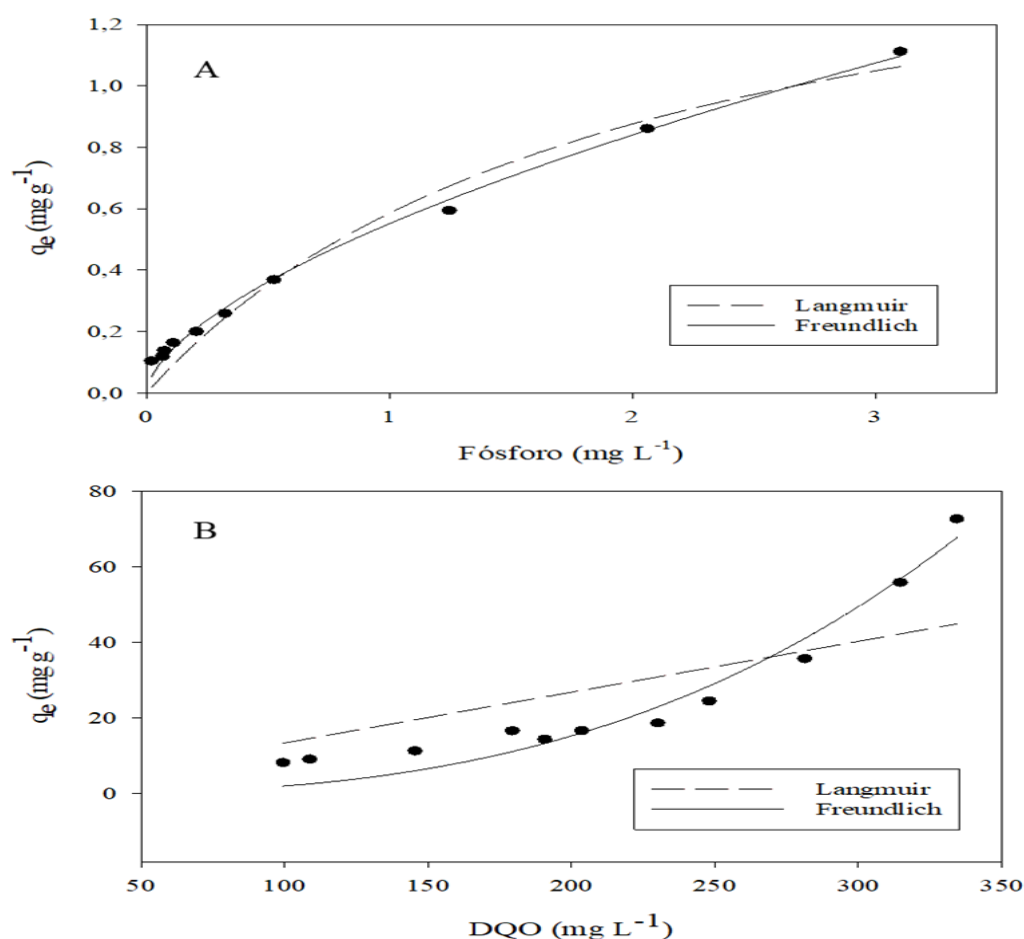 1,2
A
1,0
0,8
0,6
0,4
0,2
0,0
qe (mg g-1)
Langmuir
Freundlich
0 1 2 3
Fósforo (mg L-1)
80
B
60
40
20
0
qe (mg g-1)
Langmuir
Freundlich
50 100 150 200 250 300 350
DQO (mg L-1)